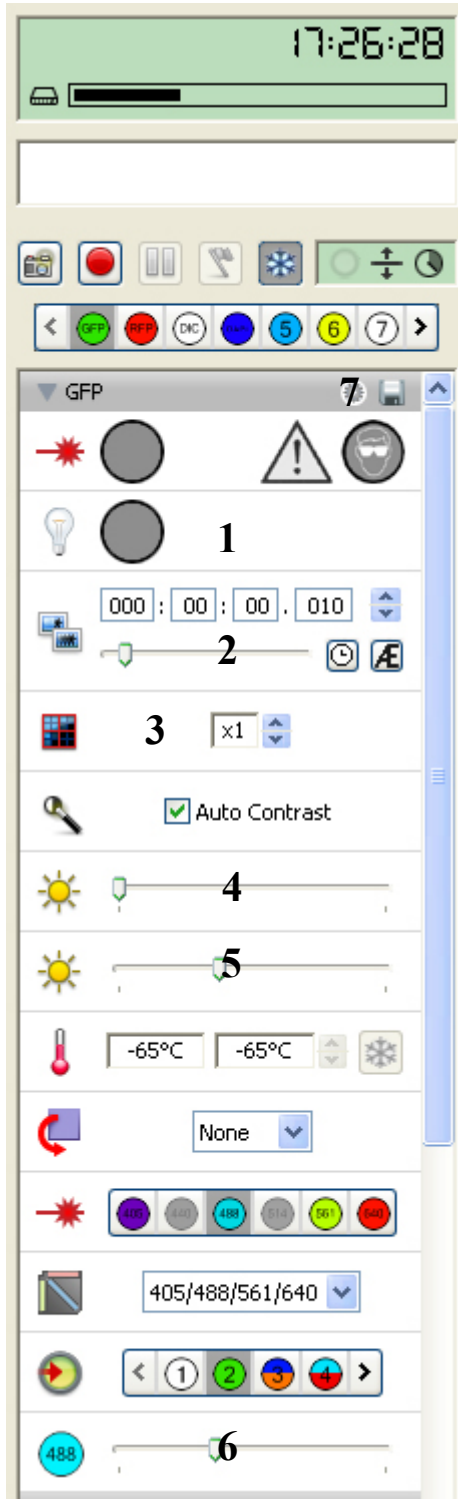 17:26:28
GFP RFP DIC 5 6 7
GFP 7
1
000 : 00 : 00 . 010
2 Æ
3 x1
Auto Contrast
4
5
-65°C -65°C
None
405 440 488 514 561 640
405/488/561/640
1 2 3 4
488 6